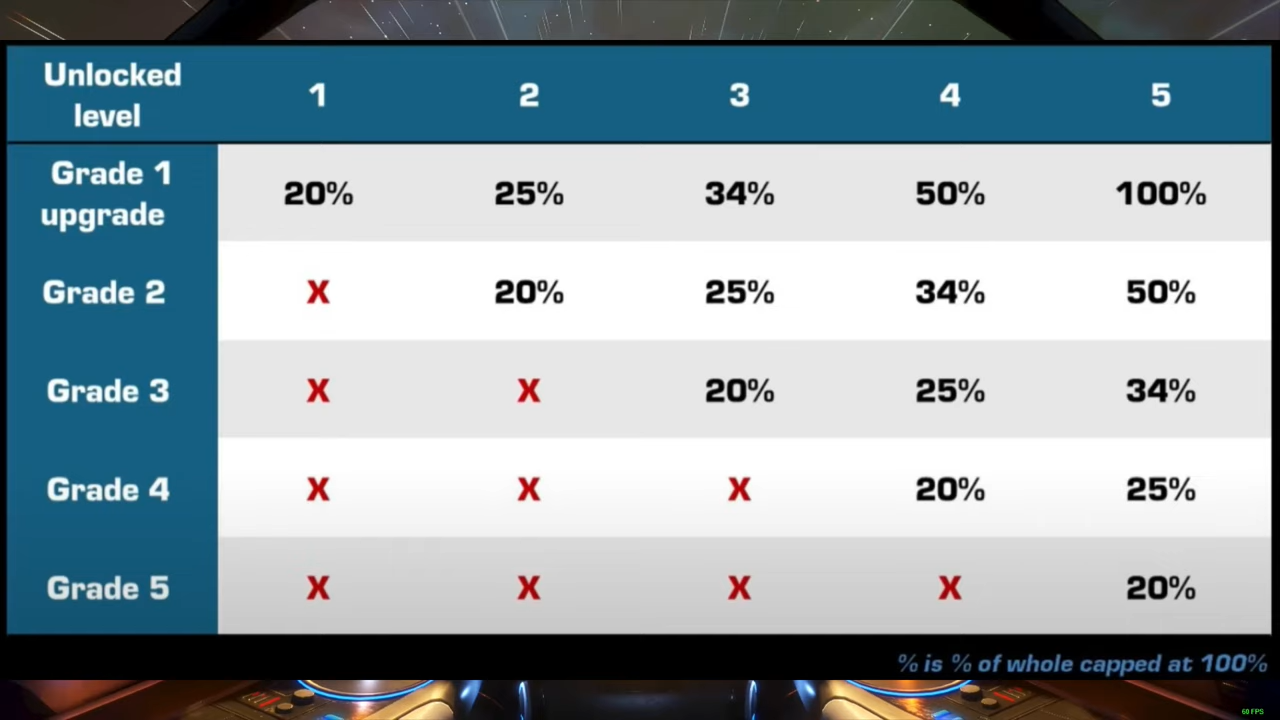 Unlocked level 1 2 3 4 5
Grade 1 upgrade 20% 25% 34% 50% 100%
Grade 2 X 20% 25% 34% 50%
Grade 3 X X 20% 25% 34%
Grade 4 X X X 20% 25%
Grade 5 X X X X 20%
% is % of whole capped at 100%
60 FPS